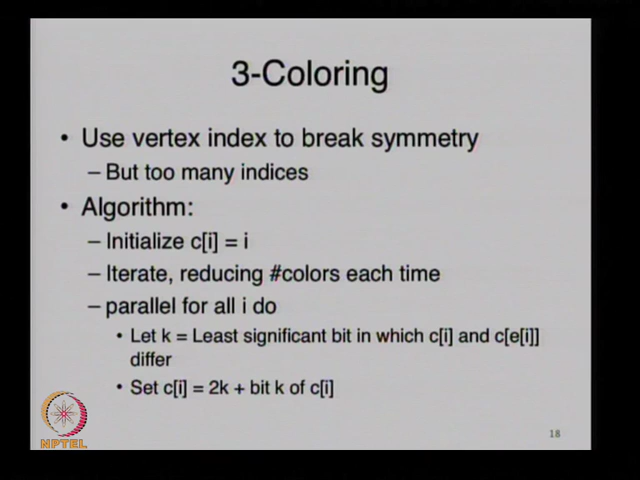 3-Coloring
• Use vertex index to break symmetry
– But too many indices
• Algorithm:
– Initialize c[i] = i
– Iterate, reducing #colors each time
– parallel for all i do
• Let k = Least significant bit in which c[i] and c[e[i]]
differ
• Set c[i] = 2k + bit k of c[i]
NPTEL
18